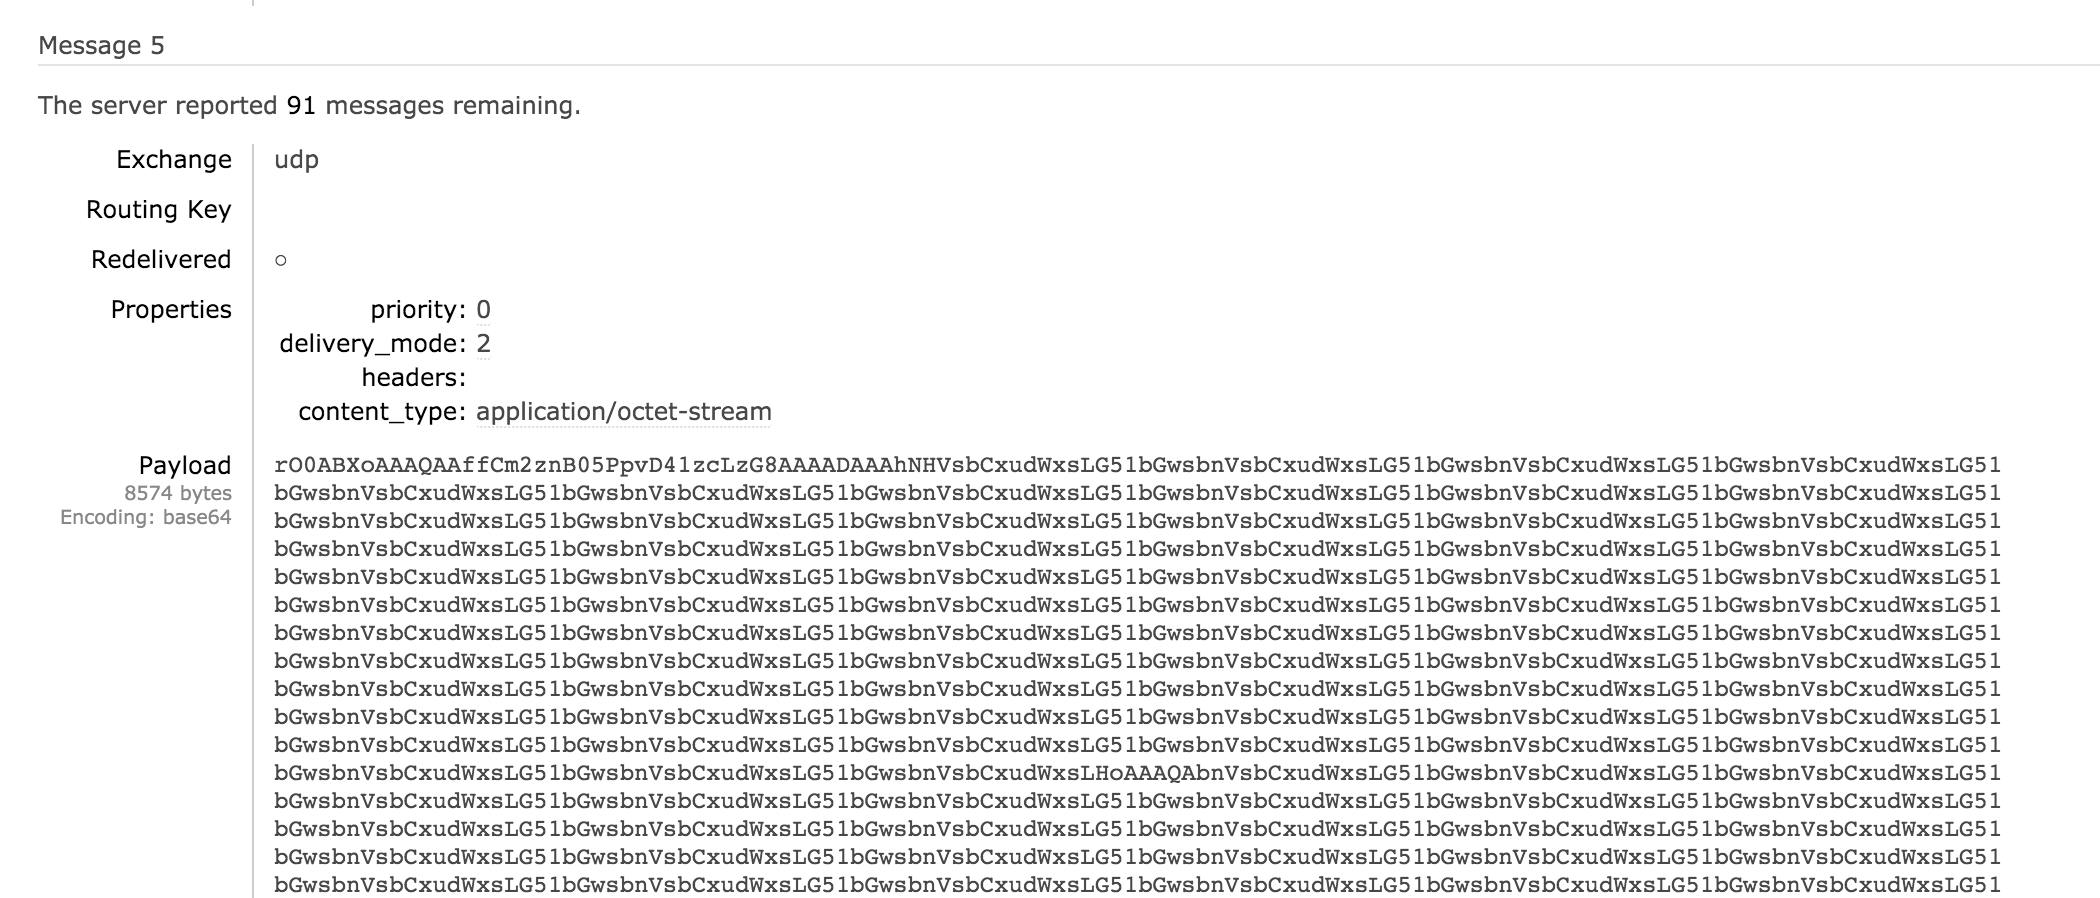 Message 5
The server reported 91 messages remaining.
Exchange udp
Routing Key
Redelivered ○
Properties priority: 0
delivery_mode: 2
headers:
content_type: application/octet-stream
Payload
8574 bytes
Encoding: base64
rO0ABXoAAAQAAffCm2znB05PpvD41zcLzG8AAAADAAAhNHVsbCxudWxsLG51bGwsbnVsbCxudWxsLG51bGwsbnVsbCxudWxsLG51bGwsbnVsbCxudWxsLG51
bGwsbnVsbCxudWxsLG51bGwsbnVsbCxudWxsLG51bGwsbnVsbCxudWxsLG51bGwsbnVsbCxudWxsLG51bGwsbnVsbCxudWxsLG51bGwsbnVsbCxudWxsLG51
bGwsbnVsbCxudWxsLG51bGwsbnVsbCxudWxsLG51bGwsbnVsbCxudWxsLG51bGwsbnVsbCxudWxsLG51bGwsbnVsbCxudWxsLG51bGwsbnVsbCxudWxsLG51
bGwsbnVsbCxudWxsLG51bGwsbnVsbCxudWxsLG51bGwsbnVsbCxudWxsLG51bGwsbnVsbCxudWxsLG51bGwsbnVsbCxudWxsLG51bGwsbnVsbCxudWxsLG51
bGwsbnVsbCxudWxsLG51bGwsbnVsbCxudWxsLG51bGwsbnVsbCxudWxsLG51bGwsbnVsbCxudWxsLG51bGwsbnVsbCxudWxsLG51bGwsbnVsbCxudWxsLG51
bGwsbnVsbCxudWxsLG51bGwsbnVsbCxudWxsLG51bGwsbnVsbCxudWxsLG51bGwsbnVsbCxudWxsLG51bGwsbnVsbCxudWxsLG51bGwsbnVsbCxudWxsLG51
bGwsbnVsbCxudWxsLG51bGwsbnVsbCxudWxsLG51bGwsbnVsbCxudWxsLG51bGwsbnVsbCxudWxsLG51bGwsbnVsbCxudWxsLG51bGwsbnVsbCxudWxsLG51
bGwsbnVsbCxudWxsLG51bGwsbnVsbCxudWxsLG51bGwsbnVsbCxudWxsLG51bGwsbnVsbCxudWxsLG51bGwsbnVsbCxudWxsLG51bGwsbnVsbCxudWxsLG51
bGwsbnVsbCxudWxsLG51bGwsbnVsbCxudWxsLG51bGwsbnVsbCxudWxsLG51bGwsbnVsbCxudWxsLG51bGwsbnVsbCxudWxsLG51bGwsbnVsbCxudWxsLG51
bGwsbnVsbCxudWxsLG51bGwsbnVsbCxudWxsLG51bGwsbnVsbCxudWxsLG51bGwsbnVsbCxudWxsLG51bGwsbnVsbCxudWxsLG51bGwsbnVsbCxudWxsLG51
bGwsbnVsbCxudWxsLG51bGwsbnVsbCxudWxsLG51bGwsbnVsbCxudWxsLG51bGwsbnVsbCxudWxsLG51bGwsbnVsbCxudWxsLG51bGwsbnVsbCxudWxsLG51
bGwsbnVsbCxudWxsLG51bGwsbnVsbCxudWxsLG51bGwsbnVsbCxudWxsLHoAAAQAbnVsbCxudWxsLG51bGwsbnVsbCxudWxsLG51bGwsbnVsbCxudWxsLG51
bGwsbnVsbCxudWxsLG51bGwsbnVsbCxudWxsLG51bGwsbnVsbCxudWxsLG51bGwsbnVsbCxudWxsLG51bGwsbnVsbCxudWxsLG51bGwsbnVsbCxudWxsLG51
bGwsbnVsbCxudWxsLG51bGwsbnVsbCxudWxsLG51bGwsbnVsbCxudWxsLG51bGwsbnVsbCxudWxsLG51bGwsbnVsbCxudWxsLG51bGwsbnVsbCxudWxsLG51
bGwsbnVsbCxudWxsLG51bGwsbnVsbCxudWxsLG51bGwsbnVsbCxudWxsLG51bGwsbnVsbCxudWxsLG51bGwsbnVsbCxudWxsLG51bGwsbnVsbCxudWxsLG51
bGwsbnVsbCxudWxsLG51bGwsbnVsbCxudWxsLG51bGwsbnVsbCxudWxsLG51bGwsbnVsbCxudWxsLG51bGwsbnVsbCxudWxsLG51bGwsbnVsbCxudWxsLG51